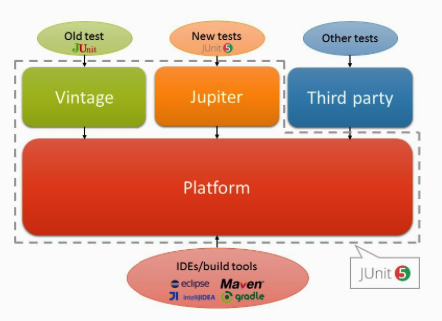 Old test
JUnit
New tests
JUnit 5
Other tests
Vintage
Jupiter
Third party
Platform
IDEs/build tools
eclipse
Maven
IntelliJIDEA
gradle
JUnit 5